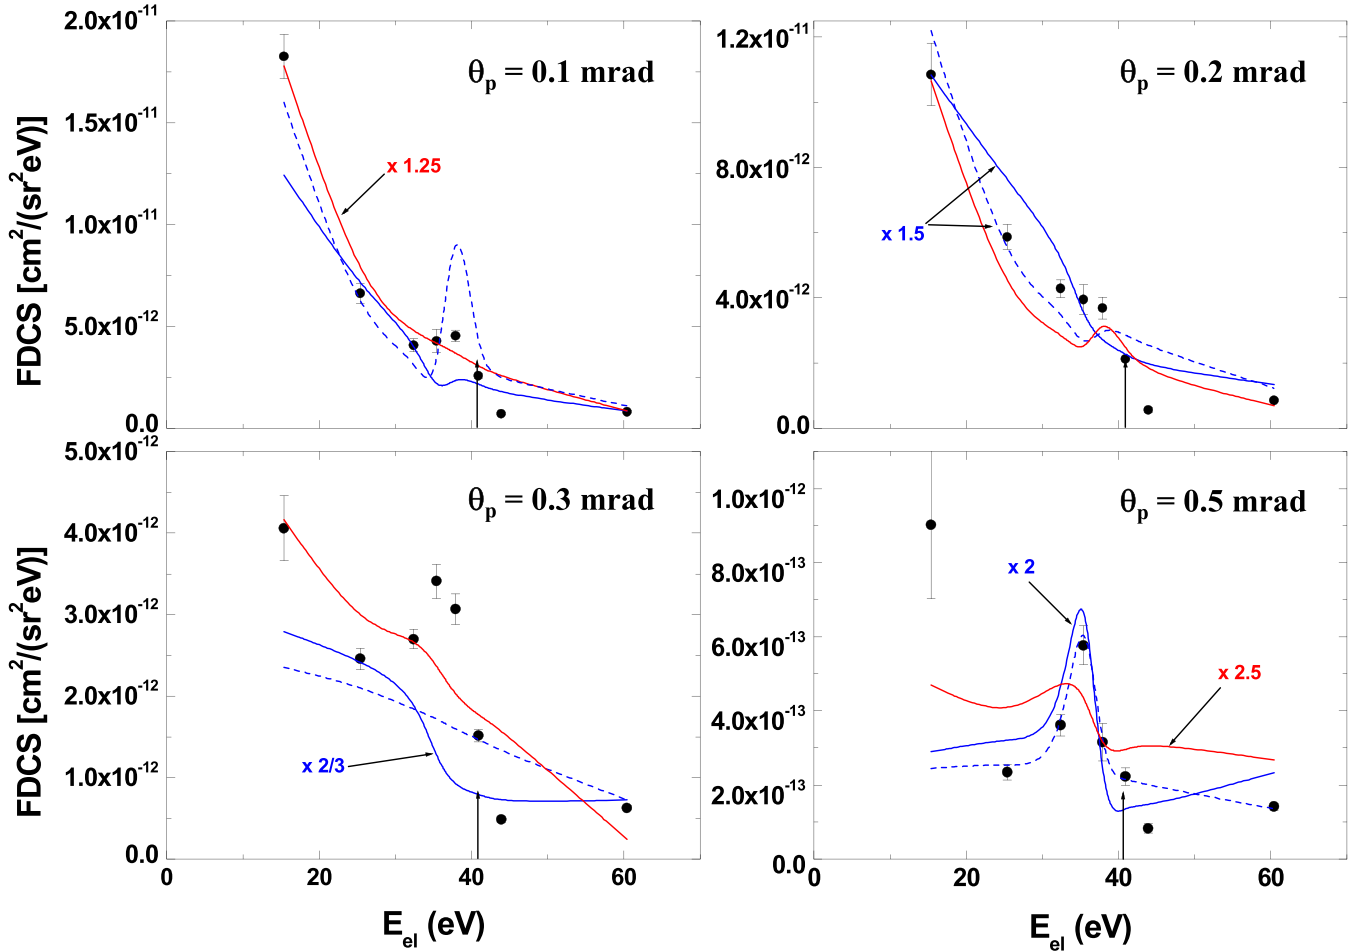 2.0x10⁻¹¹
1.5x10⁻¹¹
1.0x10⁻¹¹
5.0x10⁻¹²
0.0
FDCS [cm²/(sr²eV)]
θₚ = 0.1 mrad
x 1.25
1.2x10⁻¹¹
8.0x10⁻¹²
4.0x10⁻¹²
0.0
θₚ = 0.2 mrad
x 1.5
5.0x10⁻¹²
4.0x10⁻¹²
3.0x10⁻¹²
2.0x10⁻¹²
1.0x10⁻¹²
0.0
FDCS [cm²/(sr²eV)]
θₚ = 0.3 mrad
x 2/3
0 20 40 60
E_el (eV)
1.0x10⁻¹²
8.0x10⁻¹³
6.0x10⁻¹³
4.0x10⁻¹³
2.0x10⁻¹³
0.0
θₚ = 0.5 mrad
x 2
x 2.5
0 20 40 60
E_el (eV)